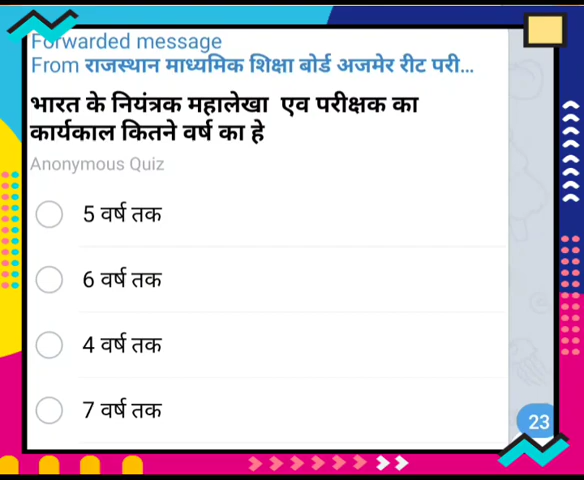 Forwarded message
From राजस्थान माध्यमिक शिक्षा बोर्ड अजमेर रीट परी...
भारत के नियंत्रक महालेखा एव परीक्षक का
कार्यकाल कितने वर्ष का हे
Anonymous Quiz
5 वर्ष तक
6 वर्ष तक
4 वर्ष तक
7 वर्ष तक
23